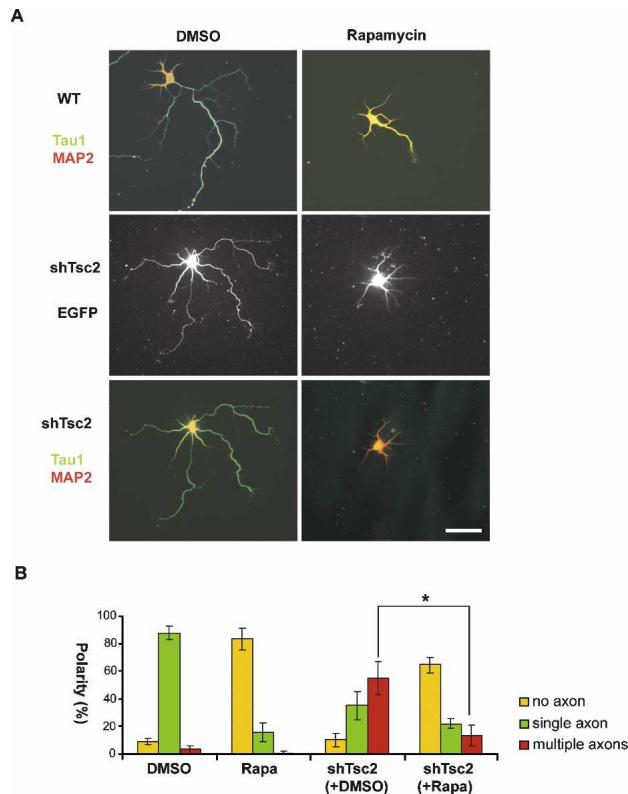 A
DMSO
Rapamycin
WT
Tau1
MAP2
shTsc2
EGFP
shTsc2
Tau1
MAP2
B
Polarity (%)
100
80
60
40
20
0
*
DMSO
Rapa
shTsc2
(+DMSO)
shTsc2
(+Rapa)
no axon
single axon
multiple axons